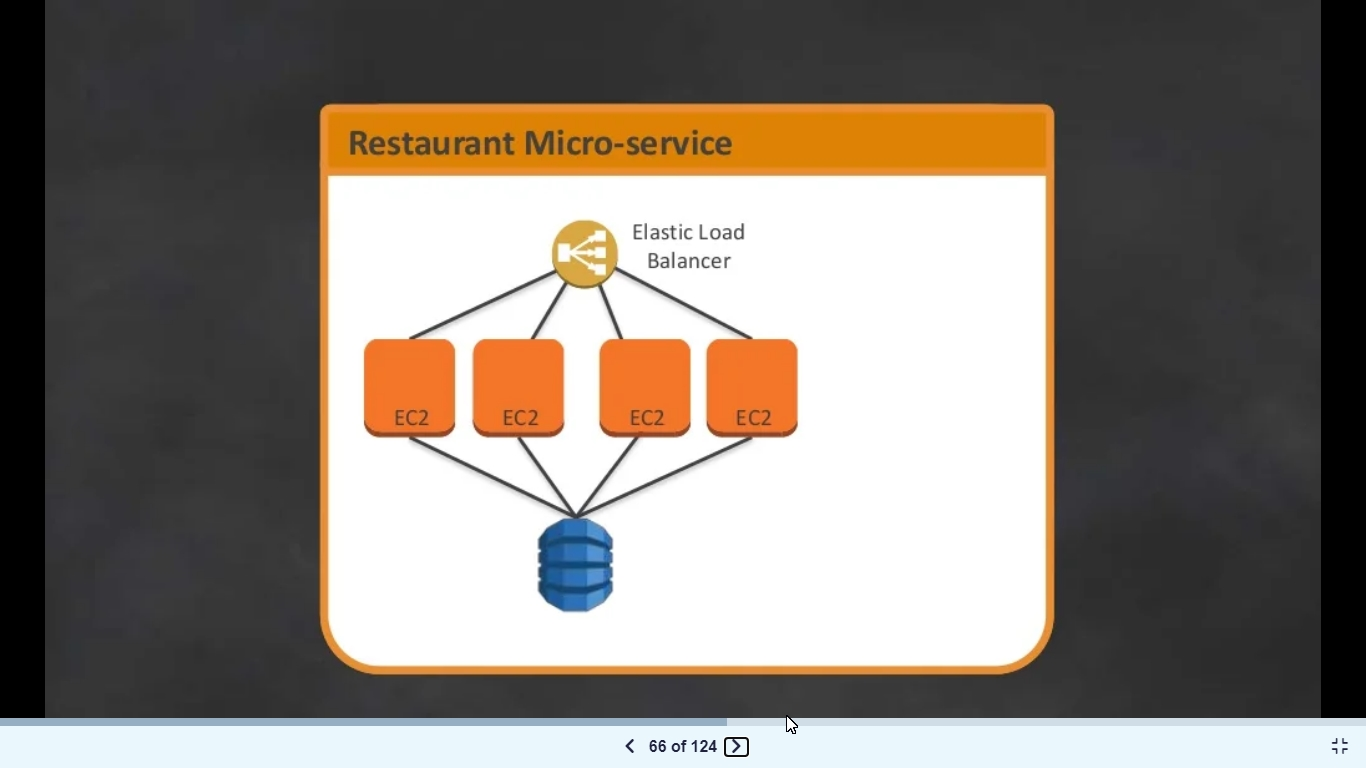 Restaurant Micro-service
Elastic Load
Balancer
EC2 EC2 EC2 EC2
66 of 124